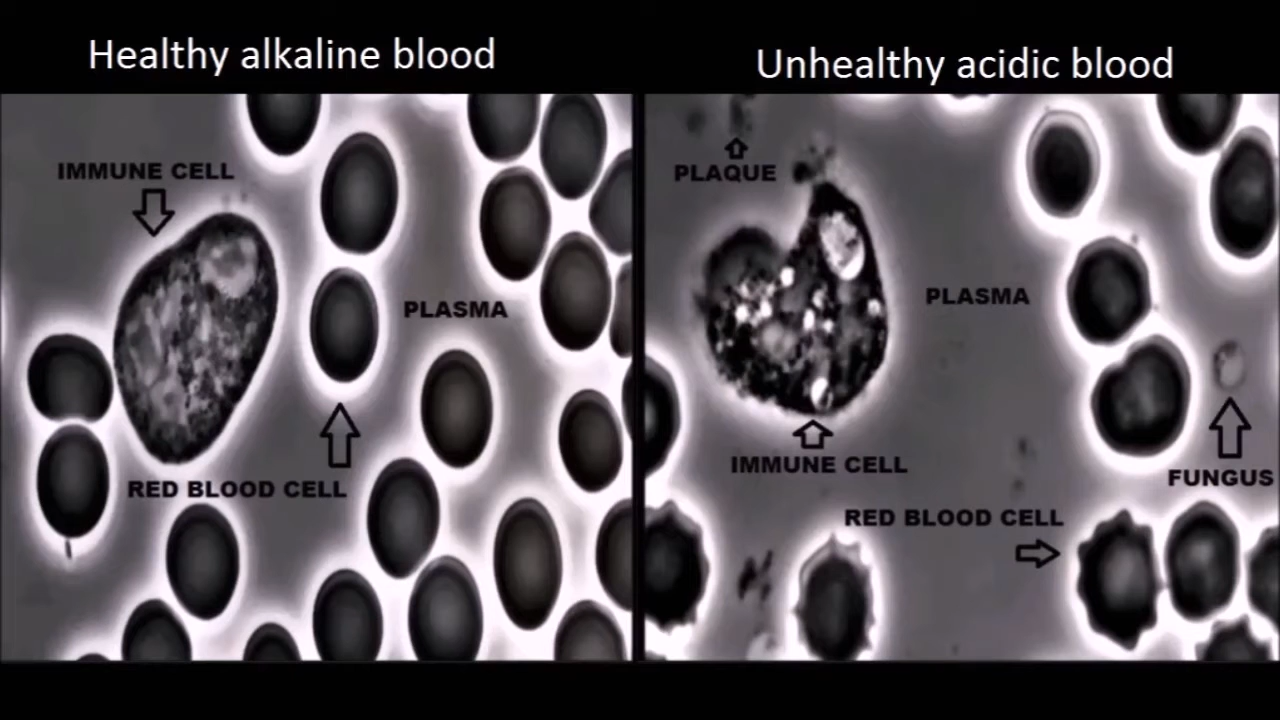 Healthy alkaline blood
IMMUNE CELL
PLASMA
RED BLOOD CELL
Unhealthy acidic blood
PLAQUE
PLASMA
IMMUNE CELL
FUNGUS
RED BLOOD CELL